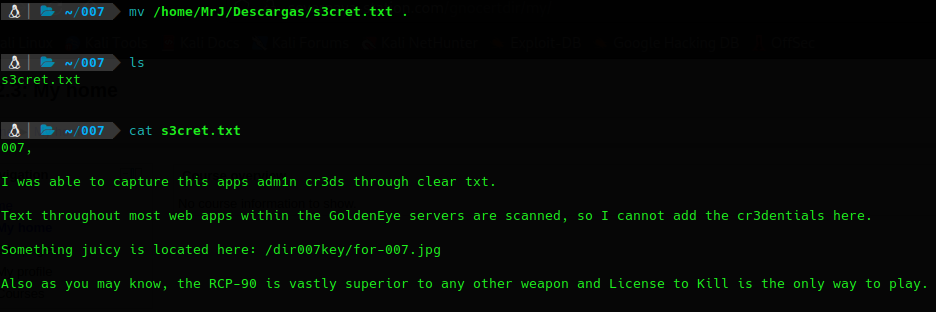 ~/007 mv /home/MrJ/Descargas/s3cret.txt .
~/007 ls
s3cret.txt
~/007 cat s3cret.txt
007,
I was able to capture this apps adm1n cr3ds through clear txt.
Text throughout most web apps within the GoldenEye servers are scanned, so I cannot add the cr3dentials here.
Something juicy is located here: /dir007key/for-007.jpg
Also as you may know, the RCP-90 is vastly superior to any other weapon and License to Kill is the only way to play.